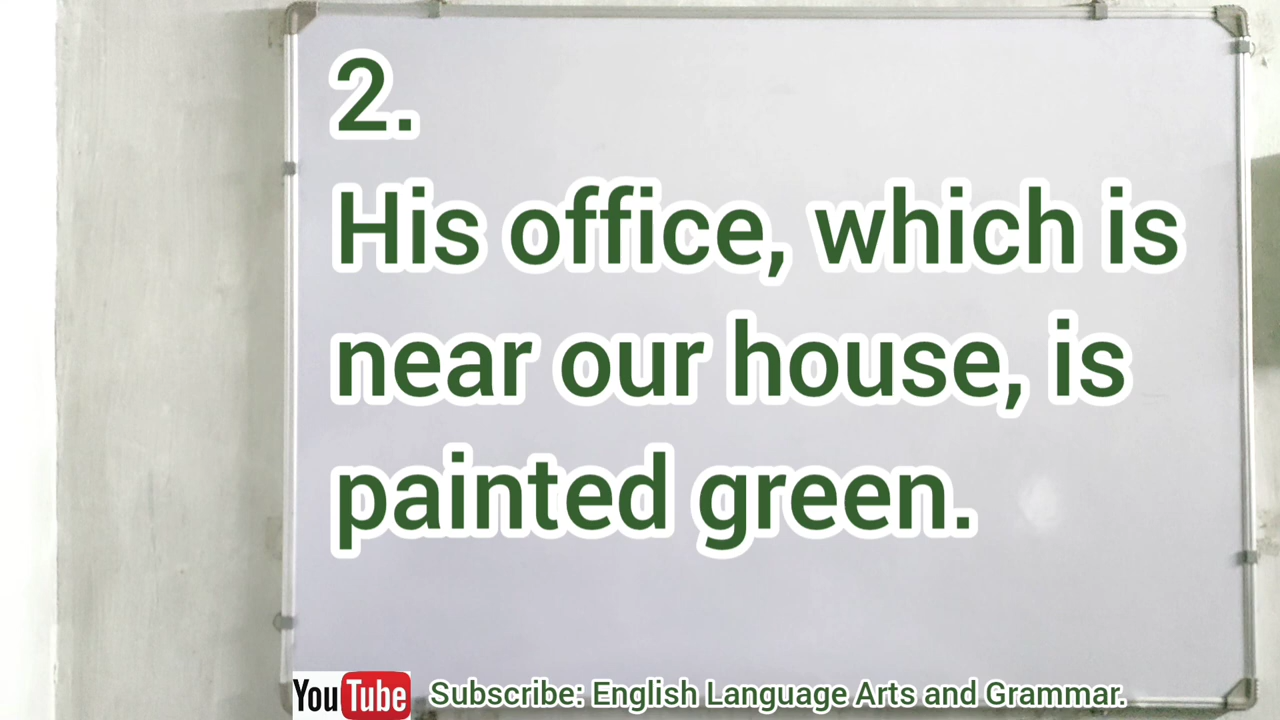 2.
His office, which is
near our house, is
painted green.
YouTube Subscribe: English Language Arts and Grammar.